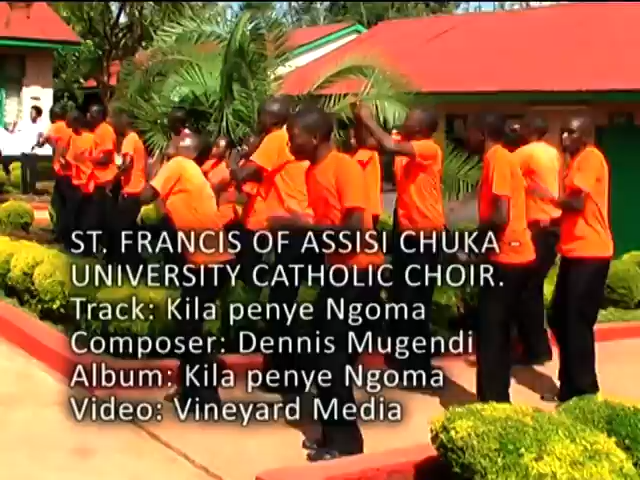 ST. FRANCIS OF ASSISI CHUKA -
UNIVERSITY CATHOLIC CHOIR.
Track: Kila penye Ngoma
Composer: Dennis Mugendi
Album: Kila penye Ngoma
Video: Vineyard Media